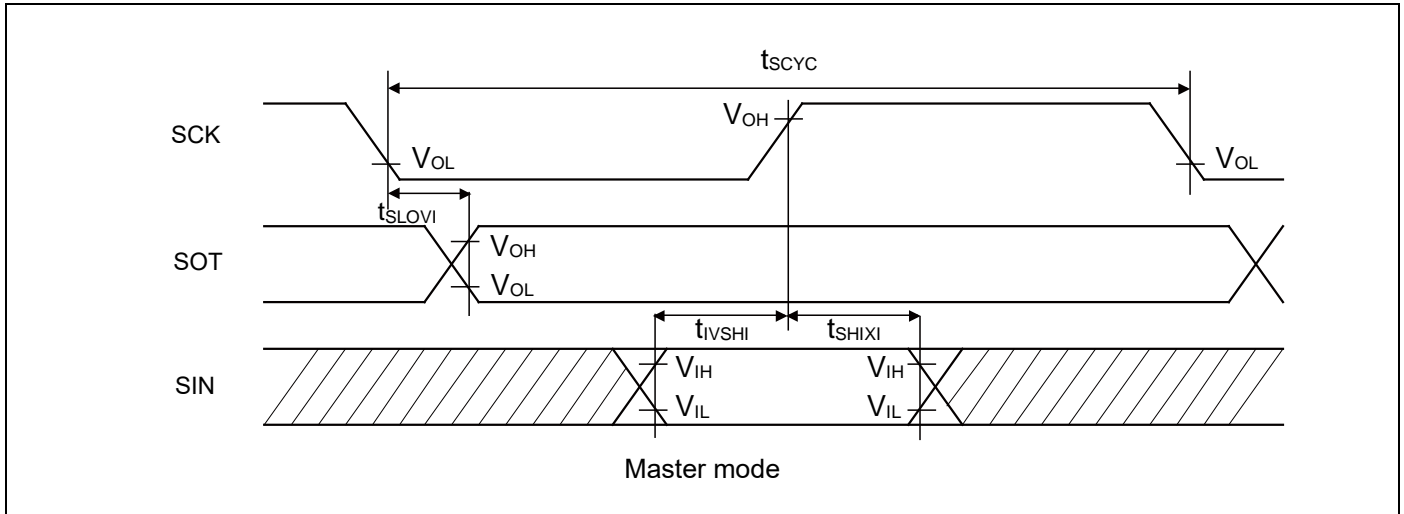 tSCYC
SCK
VOH
VOL
VOL
tSLOVI
SOT
VOH
VOL
tIVSHI
tSHIXI
SIN
VIH
VIH
VIL
VIL
Master mode